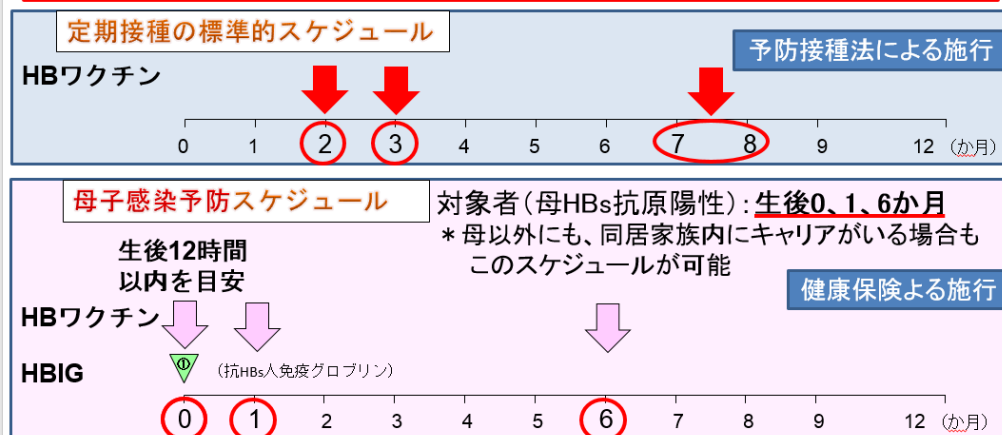 定期接種の標準的スケジュール
予防接種法による施行
HBワクチン
0 1 2 3 4 5 6 7 8 9 12 (か月)
母子感染予防スケジュール
対象者(母HBs抗原陽性):生後0、1、6か月
*母以外にも、同居家族内にキャリアがいる場合も
このスケジュールが可能
生後12時間
以内を目安
健康保険よる施行
HBワクチン
HBIG
①
(抗HBs人免疫グロブリン)
0 1 2 3 4 5 6 7 8 9 12 (か月)